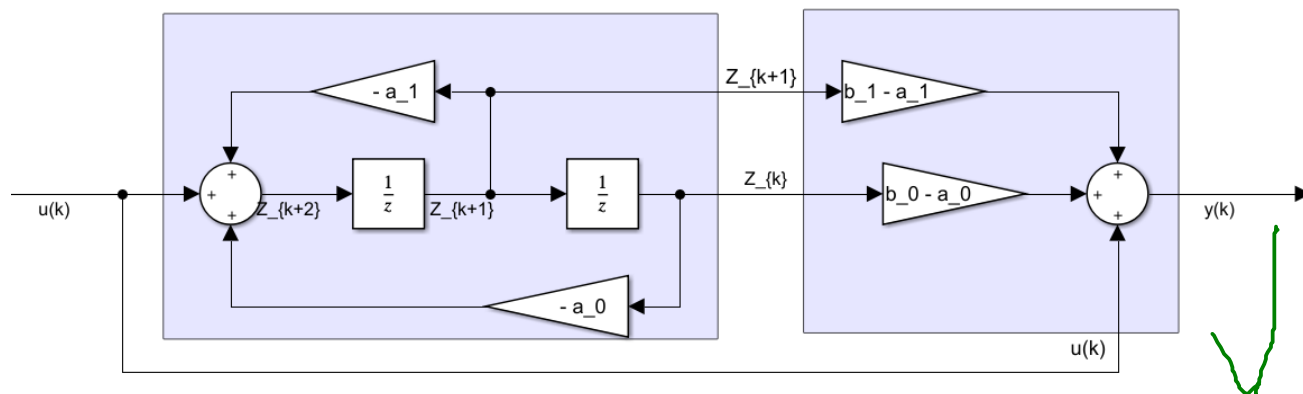 - a_1
Z_{k+1}
b_1 - a_1
+
+
+
u(k)
Z_{k+2}
1
z
Z_{k+1}
1
z
Z_{k}
b_0 - a_0
+
+
+
y(k)
- a_0
u(k)